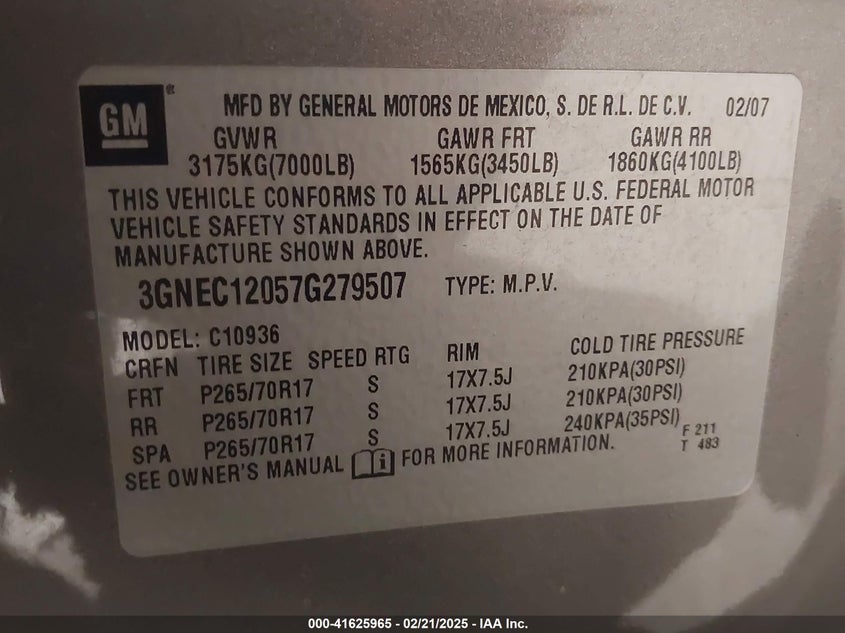 GM®
MFD BY GENERAL MOTORS DE MEXICO, S. DE R.L. DE C.V. 02/07
GVWR GAWR FRT GAWR RR
3175KG(7000LB) 1565KG(3450LB) 1860KG(4100LB)
THIS VEHICLE CONFORMS TO ALL APPLICABLE U.S. FEDERAL MOTOR
VEHICLE SAFETY STANDARDS IN EFFECT ON THE DATE OF
MANUFACTURE SHOWN ABOVE.
3GNEC12057G279507 TYPE: M.P.V.
MODEL: C10936
CRFN TIRE SIZE SPEED RTG RIM COLD TIRE PRESSURE
FRT P265/70R17 S 17X7.5J 210KPA(30PSI)
RR P265/70R17 S 17X7.5J 210KPA(30PSI)
SPA P265/70R17 S 17X7.5J 240KPA(35PSI)
F 211
T 483
SEE OWNER'S MANUAL i FOR MORE INFORMATION.
000-41625965 - 02/21/2025 - IAA Inc.